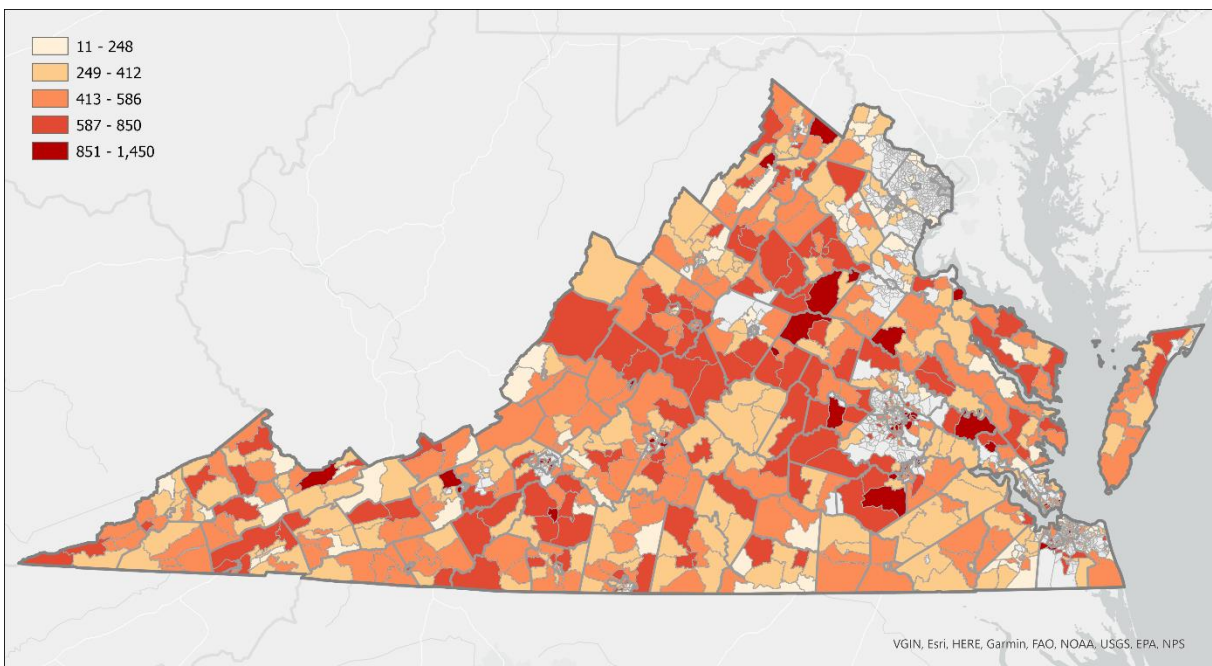 11 - 248
249 - 412
413 - 586
587 - 850
851 - 1,450
VGIN, Esri, HERE, Garmin, FAO, NOAA, USGS, EPA, NPS